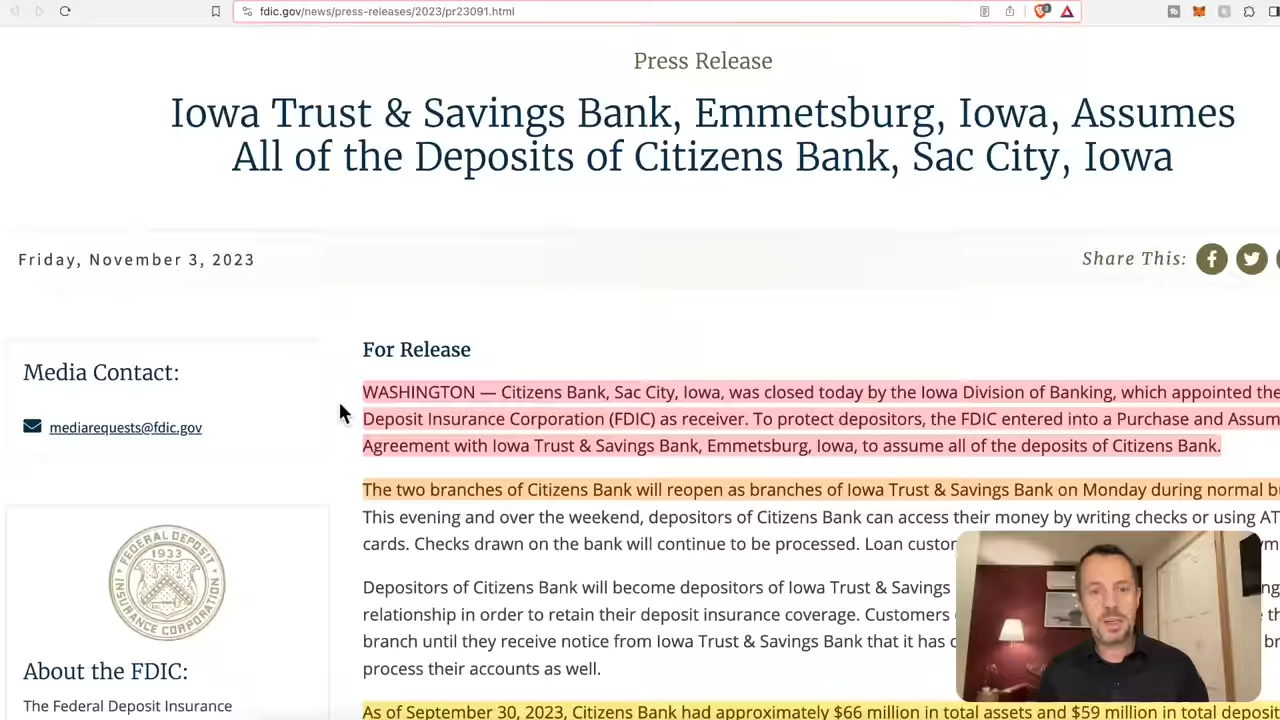 fdic.gov/news/press-releases/2023/pr23091.html
Press Release
Iowa Trust & Savings Bank, Emmetsburg, Iowa, Assumes
All of the Deposits of Citizens Bank, Sac City, Iowa
Friday, November 3, 2023
Share This:
Media Contact:
mediarequests@fdic.gov
FEDERAL DEPOSIT INSURANCE CORPORATION
1933
About the FDIC:
The Federal Deposit Insurance
For Release
WASHINGTON — Citizens Bank, Sac City, Iowa, was closed today by the Iowa Division of Banking, which appointed the
Deposit Insurance Corporation (FDIC) as receiver. To protect depositors, the FDIC entered into a Purchase and Assum
Agreement with Iowa Trust & Savings Bank, Emmetsburg, Iowa, to assume all of the deposits of Citizens Bank.
The two branches of Citizens Bank will reopen as branches of Iowa Trust & Savings Bank on Monday during normal b
This evening and over the weekend, depositors of Citizens Bank can access their money by writing checks or using AT
cards. Checks drawn on the bank will continue to be processed. Loan custo
Depositors of Citizens Bank will become depositors of Iowa Trust & Savings
relationship in order to retain their deposit insurance coverage. Customers
branch until they receive notice from Iowa Trust & Savings Bank that it has c
process their accounts as well.
As of September 30, 2023, Citizens Bank had approximately $66 million in total assets and $59 million in total deposit